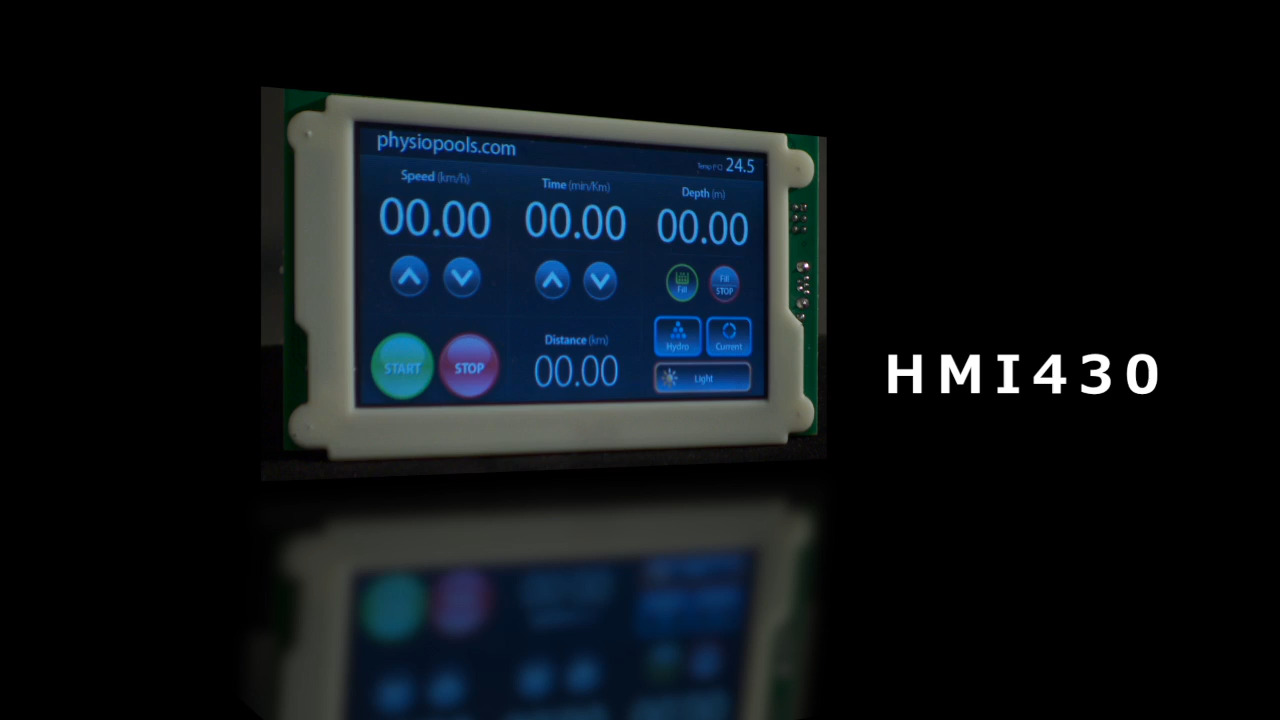 physiopools.com
24.5
Speed (km/h)
Time (min/Km)
Depth (m)
00.00
00.00
00.00
Fill
Fill
STOP
Hydro
Current
START
STOP
Distance (km)
00.00
Light
HMI430